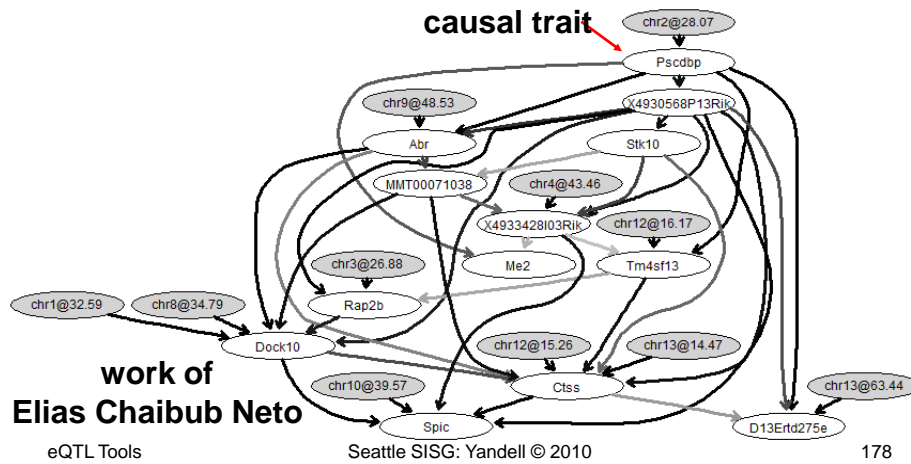 causal trait
chr2@28.07
Pscdbp
chr9@48.53
X4930568P13Rik
Abr
Stk10
MMT00071038
chr4@43.46
X4933428I03Rik
chr12@16.17
chr3@26.88
Me2
Tm4sf13
chr1@32.59
chr8@34.79
Rap2b
Dock10
chr12@15.26
chr13@14.47
work of
Elias Chaibub Neto
chr10@39.57
Ctss
chr13@63.44
Spic
D13Ertd275e
eQTL Tools
Seattle SISG: Yandell © 2010
178